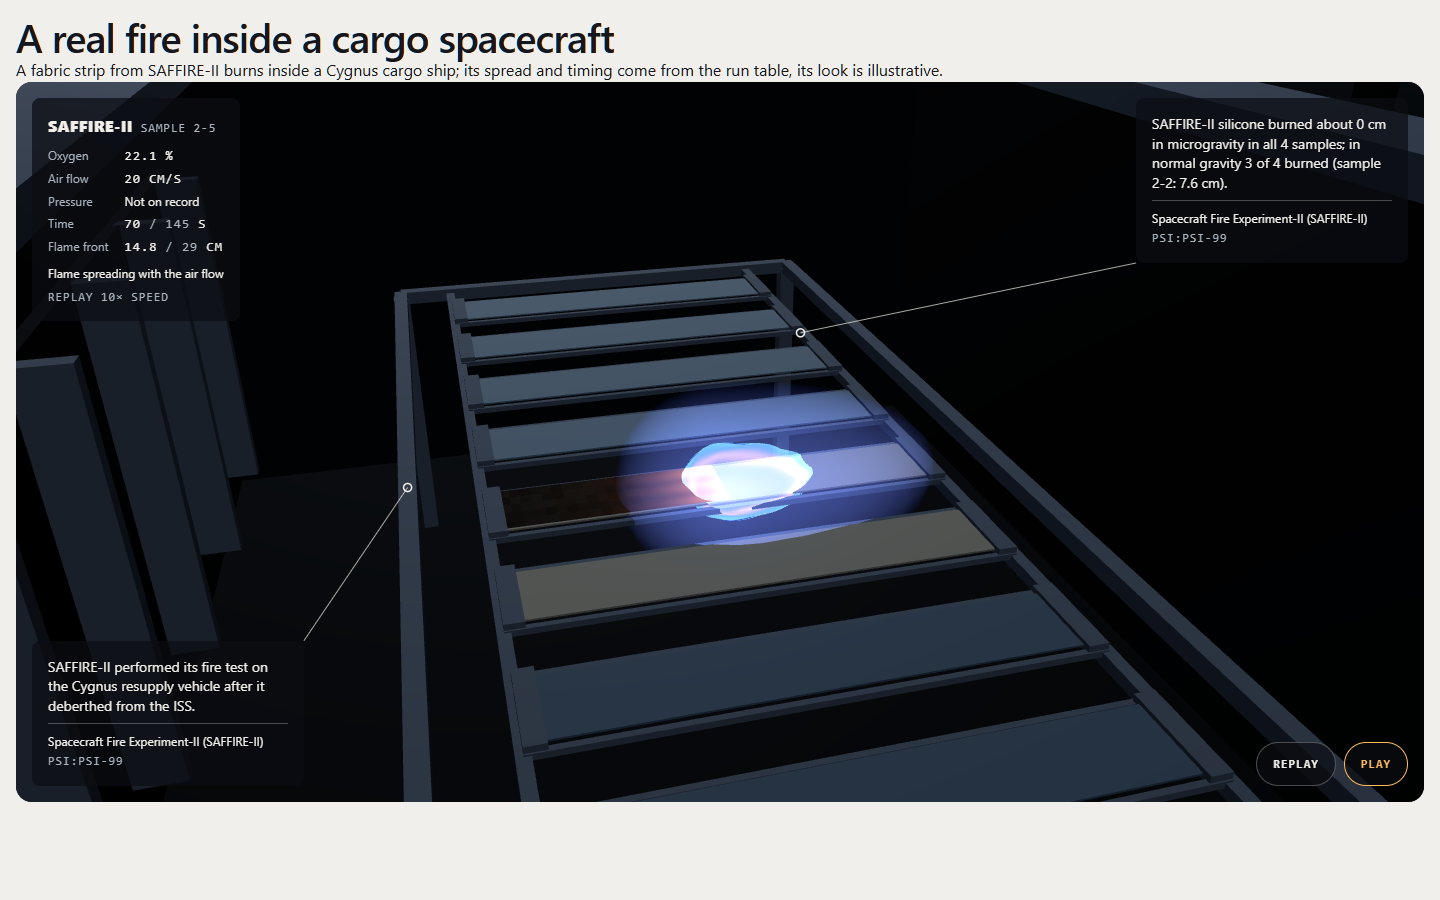 A real fire inside a cargo spacecraft
A fabric strip from SAFFIRE-II burns inside a Cygnus cargo ship; its spread and timing come from the run table, its look is illustrative.
SAFFIRE-II SAMPLE 2-5
Oxygen 22.1 %
Air flow 20 CM/S
Pressure Not on record
Time 70 / 145 S
Flame front 14.8 / 29 CM
Flame spreading with the air flow
REPLAY 10× SPEED
SAFFIRE-II silicone burned about 0 cm
in microgravity in all 4 samples; in
normal gravity 3 of 4 burned (sample
2-2: 7.6 cm).
Spacecraft Fire Experiment-II (SAFFIRE-II)
PSI:PSI-99
SAFFIRE-II performed its fire test on
the Cygnus resupply vehicle after it
deberthed from the ISS.
Spacecraft Fire Experiment-II (SAFFIRE-II)
PSI:PSI-99
REPLAY PLAY